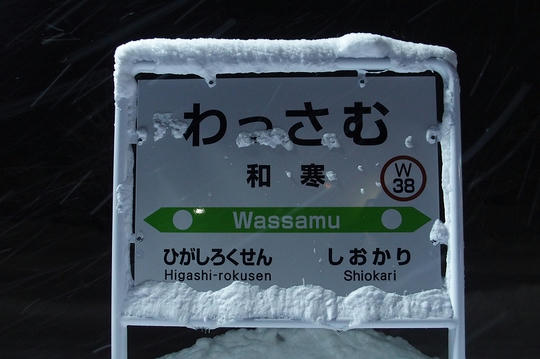 わっさむ
和寒
W
38
Wassamu
ひがしろくせん しおかり
Higashi-rokusen Shiokari